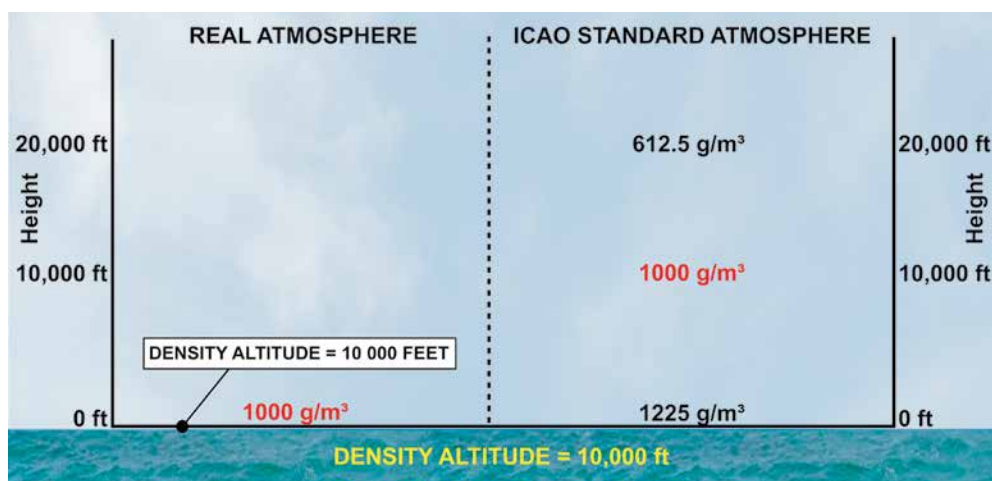 REAL ATMOSPHERE
ICAO STANDARD ATMOSPHERE
20,000 ft
612.5 g/m³
20,000 ft
Height
Height
10,000 ft
1000 g/m³
10,000 ft
DENSITY ALTITUDE = 10 000 FEET
0 ft
1000 g/m³
1225 g/m³
0 ft
DENSITY ALTITUDE = 10,000 ft